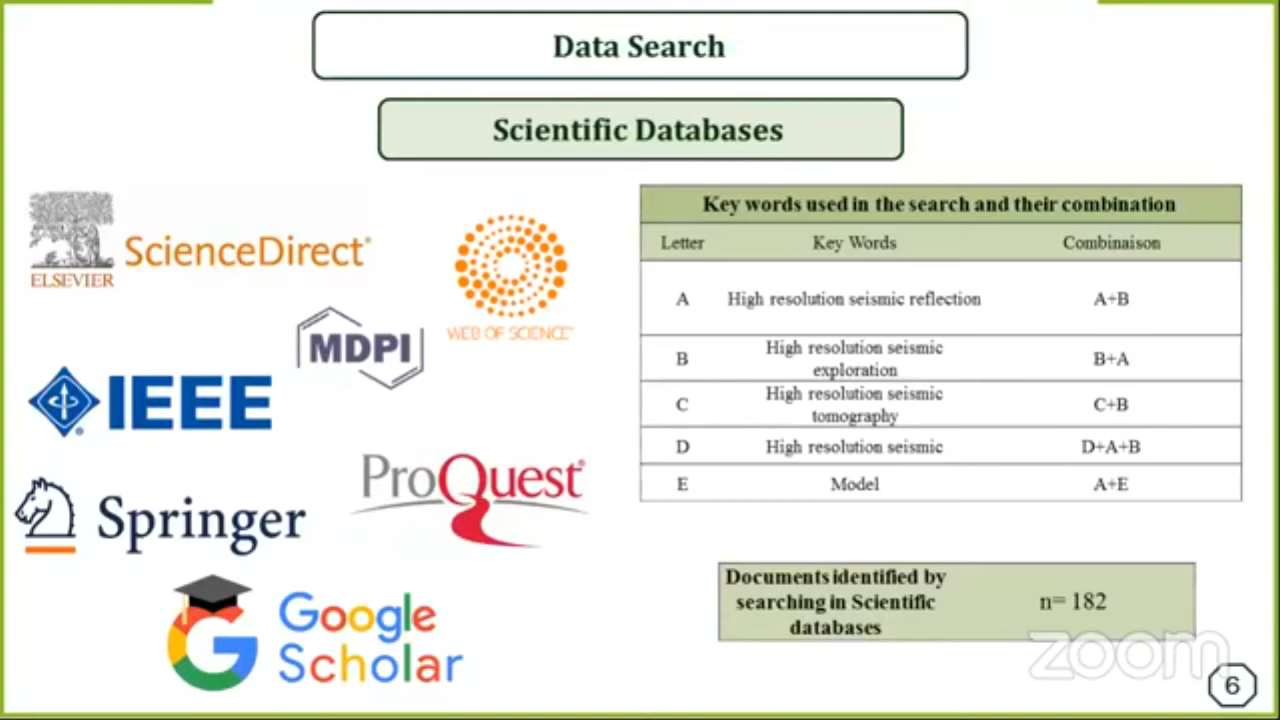 Data Search
Scientific Databases
ScienceDirect
ELSEVIER
WEB OF SCIENCE™
MDPI
IEEE
ProQuest
Springer
Google
Scholar
Key words used in the search and their combination
Letter Key Words Combinaison
A High resolution seismic reflection A+B
B High resolution seismic exploration B+A
C High resolution seismic tomography C+B
D High resolution seismic D+A+B
E Model A+E
Documents identified by
searching in Scientific
databases
n= 182
zoom
6